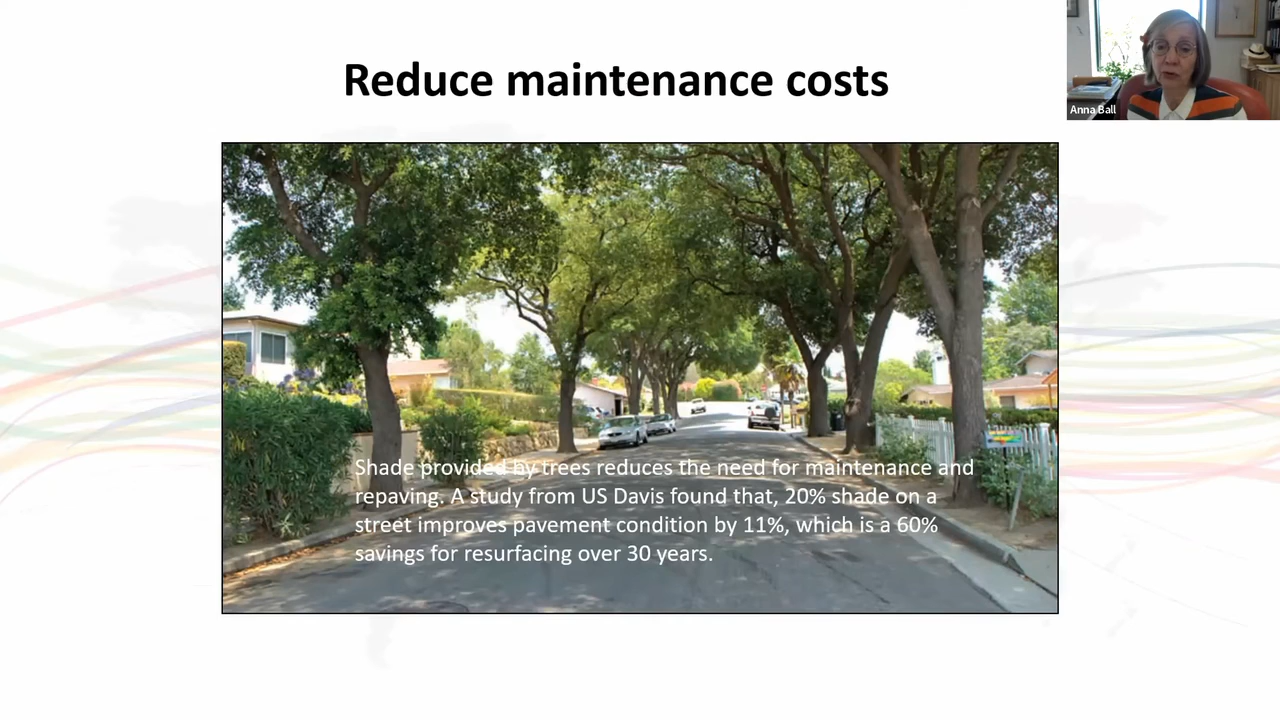 Reduce maintenance costs
Anna Ball
Shade provided by trees reduces the need for maintenance and
repaving. A study from US Davis found that, 20% shade on a
street improves pavement condition by 11%, which is a 60%
savings for resurfacing over 30 years.